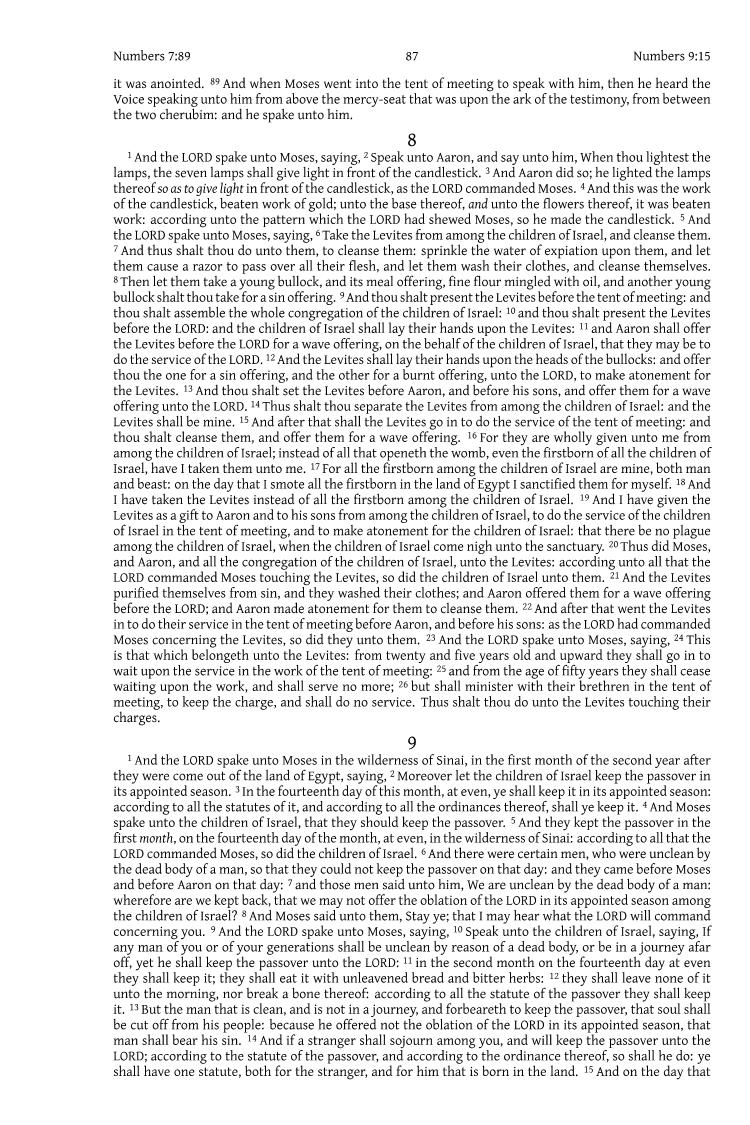 Numbers 7:89 87 Numbers 9:15
it was anointed. 89 And when Moses went into the tent of meeting to speak with him, then he heard the
Voice speaking unto him from above the mercy-seat that was upon the ark of the testimony, from between
the two cherubim: and he spake unto him.
8
1 And the LORD spake unto Moses, saying, 2 Speak unto Aaron, and say unto him, When thou lightest the
lamps, the seven lamps shall give light in front of the candlestick. 3 And Aaron did so; he lighted the lamps
thereof so as to give light in front of the candlestick, as the LORD commanded Moses. 4 And this was the work
of the candlestick, beaten work of gold; unto the base thereof, and unto the flowers thereof, it was beaten
work: according unto the pattern which the LORD had shewed Moses, so he made the candlestick. 5 And
the LORD spake unto Moses, saying, 6 Take the Levites from among the children of Israel, and cleanse them.
7 And thus shalt thou do unto them, to cleanse them: sprinkle the water of expiation upon them, and let
them cause a razor to pass over all their flesh, and let them wash their clothes, and cleanse themselves.
8 Then let them take a young bullock, and its meal offering, fine flour mingled with oil, and another young
bullock shalt thou take for a sin offering. 9 And thou shalt present the Levites before the tent of meeting: and
thou shalt assemble the whole congregation of the children of Israel: 10 and thou shalt present the Levites
before the LORD: and the children of Israel shall lay their hands upon the Levites: 11 and Aaron shall offer
the Levites before the LORD for a wave offering, on the behalf of the children of Israel, that they may be to
do the service of the LORD. 12 And the Levites shall lay their hands upon the heads of the bullocks: and offer
thou the one for a sin offering, and the other for a burnt offering, unto the LORD, to make atonement for
the Levites. 13 And thou shalt set the Levites before Aaron, and before his sons, and offer them for a wave
offering unto the LORD. 14 Thus shalt thou separate the Levites from among the children of Israel: and the
Levites shall be mine. 15 And after that shall the Levites go in to do the service of the tent of meeting: and
thou shalt cleanse them, and offer them for a wave offering. 16 For they are wholly given unto me from
among the children of Israel; instead of all that openeth the womb, even the firstborn of all the children of
Israel, have I taken them unto me. 17 For all the firstborn among the children of Israel are mine, both man
and beast: on the day that I smote all the firstborn in the land of Egypt I sanctified them for myself. 18 And
I have taken the Levites instead of all the firstborn among the children of Israel. 19 And I have given the
Levites as a gift to Aaron and to his sons from among the children of Israel, to do the service of the children
of Israel in the tent of meeting, and to make atonement for the children of Israel: that there be no plague
among the children of Israel, when the children of Israel come nigh unto the sanctuary. 20 Thus did Moses,
and Aaron, and all the congregation of the children of Israel, unto the Levites: according unto all that the
LORD commanded Moses touching the Levites, so did the children of Israel unto them. 21 And the Levites
purified themselves from sin, and they washed their clothes; and Aaron offered them for a wave offering
before the LORD; and Aaron made atonement for them to cleanse them. 22 And after that went the Levites
in to do their service in the tent of meeting before Aaron, and before his sons: as the LORD had commanded
Moses concerning the Levites, so did they unto them. 23 And the LORD spake unto Moses, saying, 24 This
is that which belongeth unto the Levites: from twenty and five years old and upward they shall go in to
wait upon the service in the work of the tent of meeting: 25 and from the age of fifty years they shall cease
waiting upon the work, and shall serve no more; 26 but shall minister with their brethren in the tent of
meeting, to keep the charge, and shall do no service. Thus shalt thou do unto the Levites touching their
charges.
9
1 And the LORD spake unto Moses in the wilderness of Sinai, in the first month of the second year after
they were come out of the land of Egypt, saying, 2 Moreover let the children of Israel keep the passover in
its appointed season. 3 In the fourteenth day of this month, at even, ye shall keep it in its appointed season:
according to all the statutes of it, and according to all the ordinances thereof, shall ye keep it. 4 And Moses
spake unto the children of Israel, that they should keep the passover. 5 And they kept the passover in the
first month, on the fourteenth day of the month, at even, in the wilderness of Sinai: according to all that the
LORD commanded Moses, so did the children of Israel. 6 And there were certain men, who were unclean by
the dead body of a man, so that they could not keep the passover on that day: and they came before Moses
and before Aaron on that day: 7 and those men said unto him, We are unclean by the dead body of a man:
wherefore are we kept back, that we may not offer the oblation of the LORD in its appointed season among
the children of Israel? 8 And Moses said unto them, Stay ye; that I may hear what the LORD will command
concerning you. 9 And the LORD spake unto Moses, saying, 10 Speak unto the children of Israel, saying, If
any man of you or of your generations shall be unclean by reason of a dead body, or be in a journey afar
off, yet he shall keep the passover unto the LORD: 11 in the second month on the fourteenth day at even
they shall keep it; they shall eat it with unleavened bread and bitter herbs: 12 they shall leave none of it
unto the morning, nor break a bone thereof: according to all the statute of the passover they shall keep
it. 13 But the man that is clean, and is not in a journey, and forbeareth to keep the passover, that soul shall
be cut off from his people: because he offered not the oblation of the LORD in its appointed season, that
man shall bear his sin. 14 And if a stranger shall sojourn among you, and will keep the passover unto the
LORD; according to the statute of the passover, and according to the ordinance thereof, so shall he do: ye
shall have one statute, both for the stranger, and for him that is born in the land. 15 And on the day that